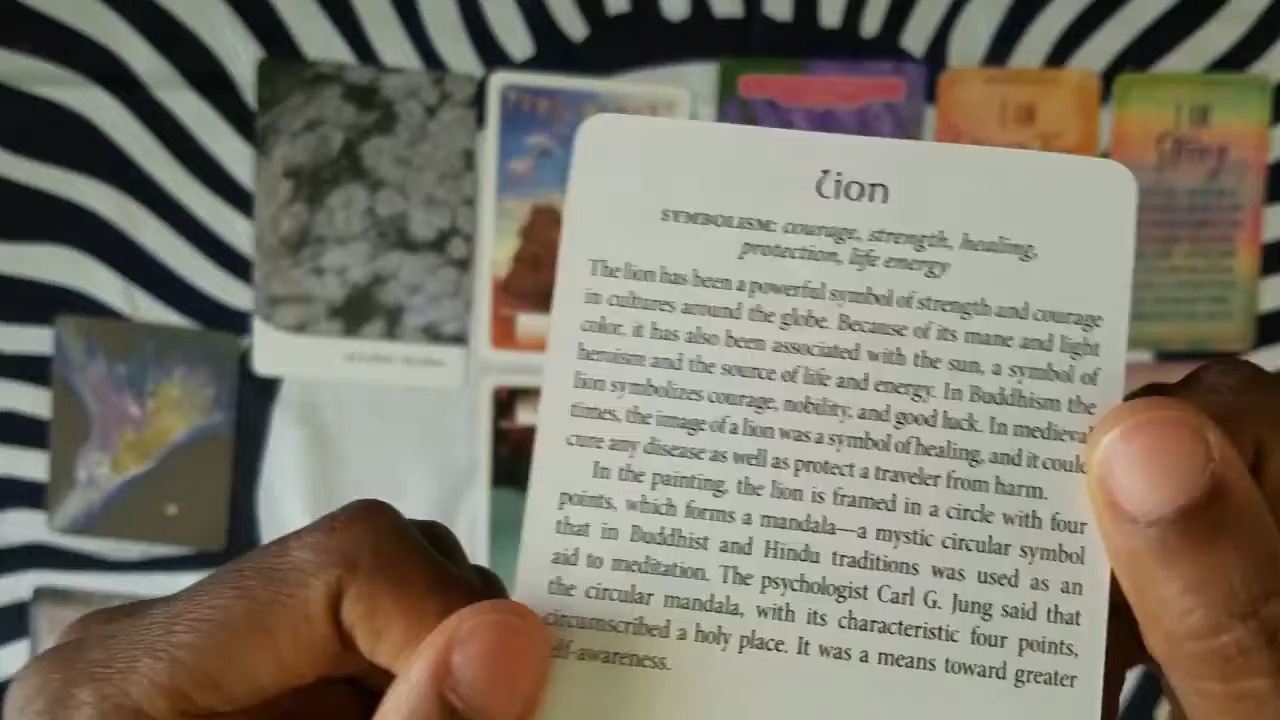 Lion
SYMBOLISM: courage, strength, healing,
protection, life energy
The lion has been a powerful symbol of strength and courage
in cultures around the globe. Because of its mane and light
color, it has also been associated with the sun, a symbol of
heroism and the source of life and energy. In Buddhism the
lion symbolizes courage, nobility, and good luck. In medieval
times, the image of a lion was a symbol of healing, and it could
cure any disease as well as protect a traveler from harm.
In the painting, the lion is framed in a circle with four
points, which forms a mandala—a mystic circular symbol
that in Buddhist and Hindu traditions was used as an
aid to meditation. The psychologist Carl G. Jung said that
the circular mandala, with its characteristic four points,
circumscribed a holy place. It was a means toward greater
elf-awareness.
I AM
I AM